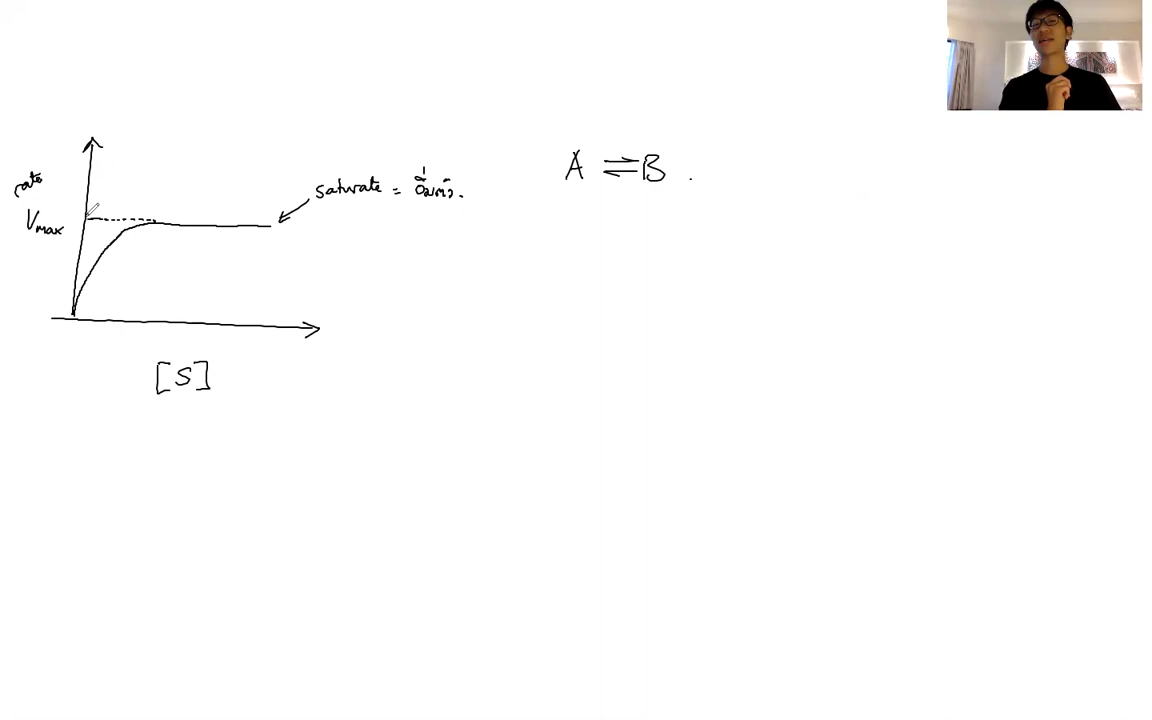 rate
Vmax
saturate = อิ่มตัว.
[S]
A ⇌ B .